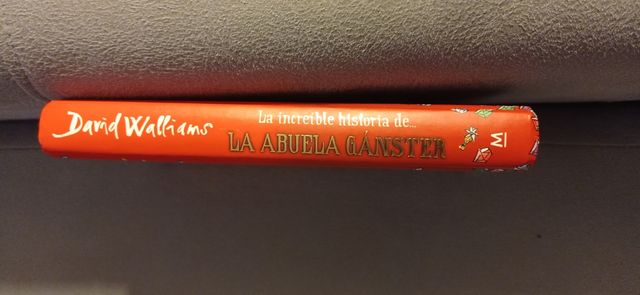 David Walliams
La increíble historia de...
LA ABUELA GÁNSTER
M